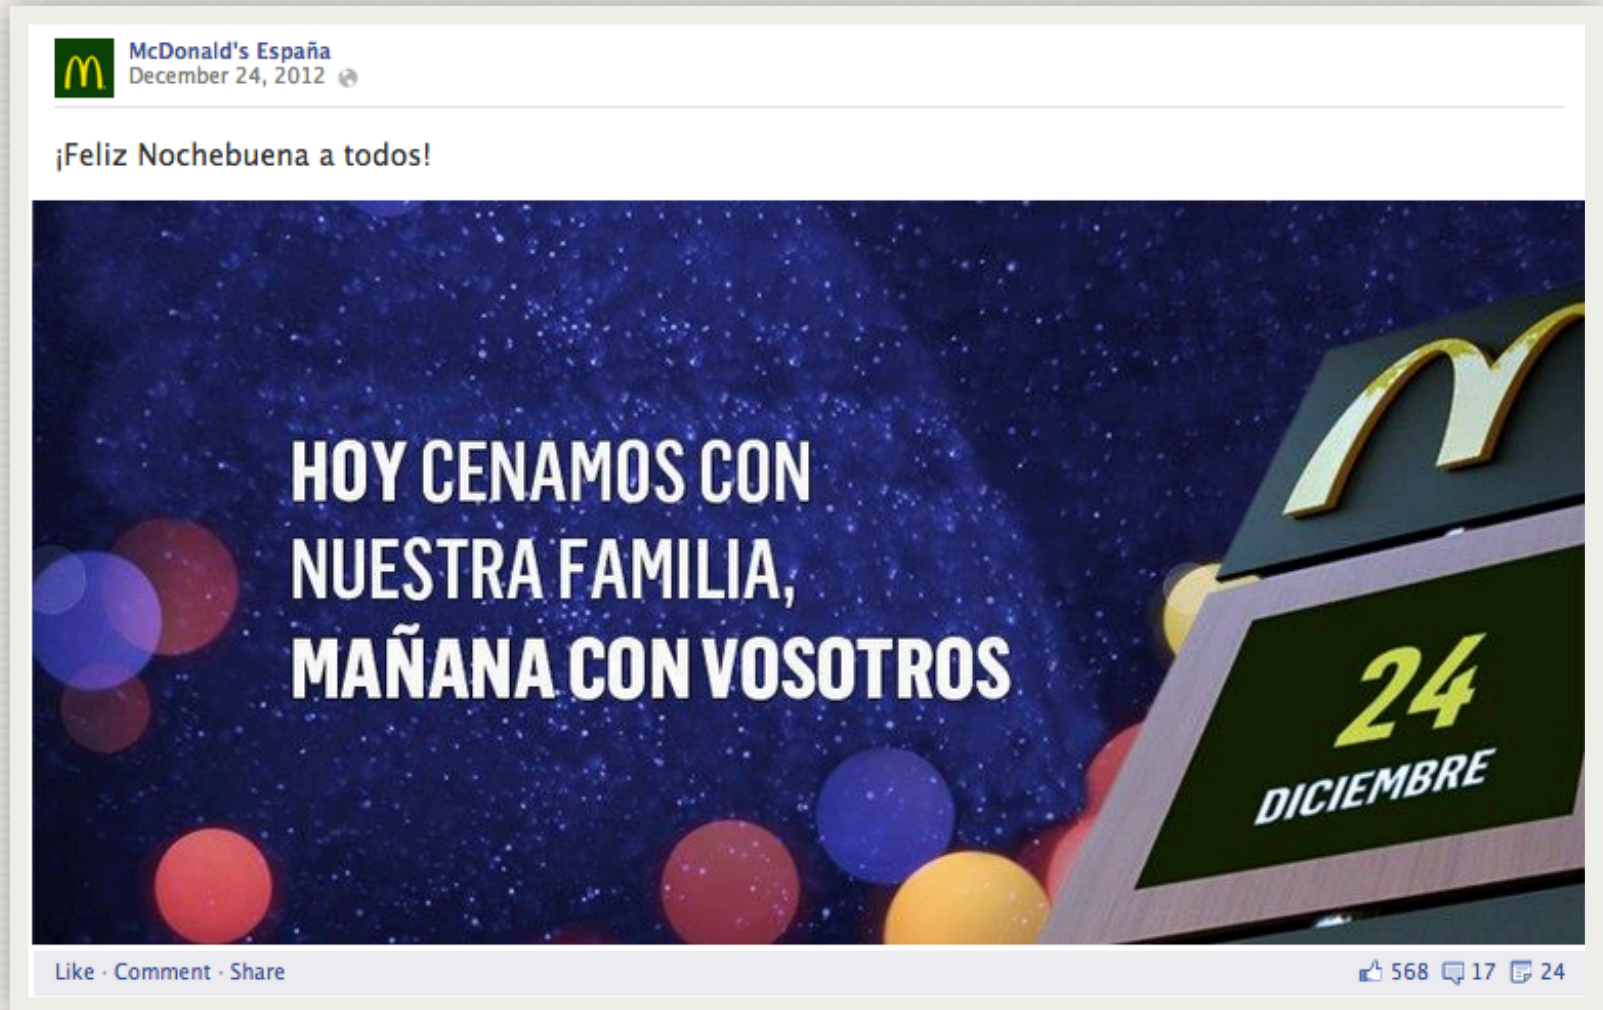 McDonald's España
December 24, 2012
¡Feliz Nochebuena a todos!
HOY CENAMOS CON
NUESTRA FAMILIA,
MAÑANA CON VOSOTROS
24
DICIEMBRE
Like · Comment · Share
568 17 24